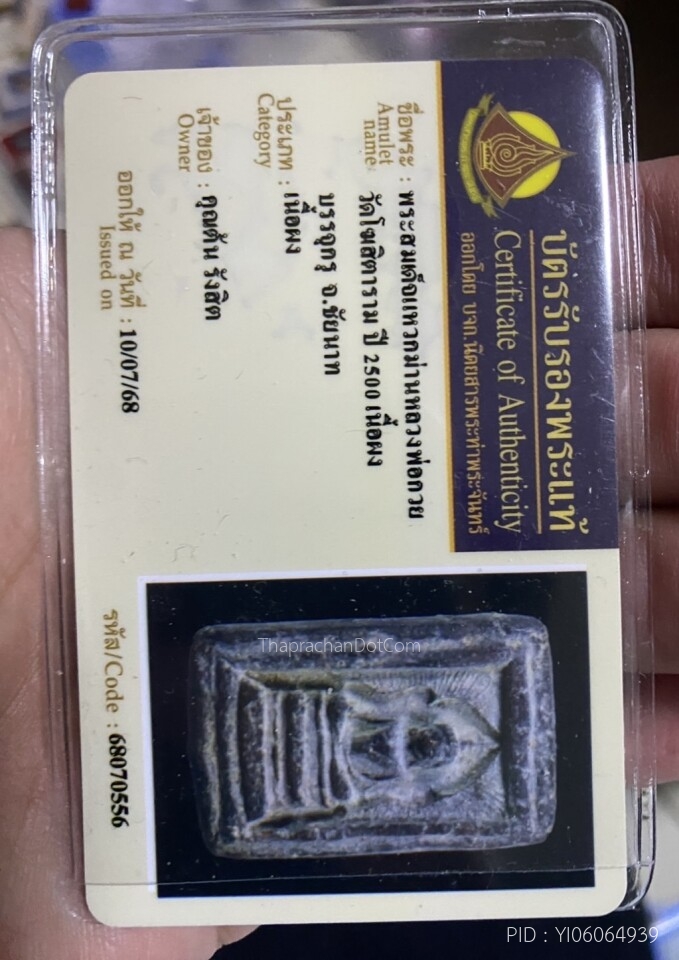 บัตรรับรองพระแท้
Certificate of Authenticity
ออกโดย บจก.นิตยสารพระท่าพระจันทร์
ชื่อพระ : พระสมเด็จแหวกม่านหลวงพ่อกวย
Amulet name:
วัดโฆสิตาราม ปี 2500 เนื้อผง
บรรจุกรุ จ.ชัยนาท
ประเภท : เนื้อผง
Category
เจ้าของ : คุณต้น รังสิต
Owner
ออกให้ ณ วันที่ : 10/07/68
Issued on
รหัส/Code : 68070556
ThaprachanDotCom
PID : YI06064939